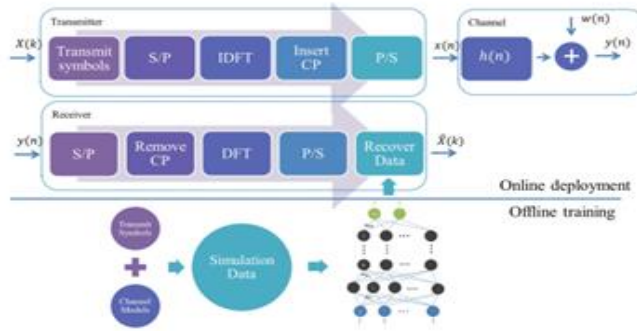 Transmitter
X(k)
Transmit symbols
S/P
IDFT
Insert CP
P/S
x(n)
Channel
w(n)
h(n)
+
y(n)
Receiver
y(n)
S/P
Remove CP
DFT
P/S
Recover Data
X̂(k)
Online deployment
Offline training
Transmit Symbols
+
Channel Models
Simulation Data
...
...
...
...